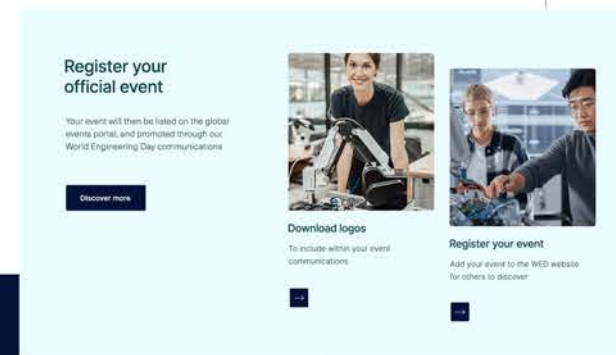 Register your
official event
Your event will then be listed on the global
events portal, and promoted through our
World Engineering Day communications
Discover more
Download logos
To include within your event
communications
Register your event
Add your event to the WED website
for others to discover